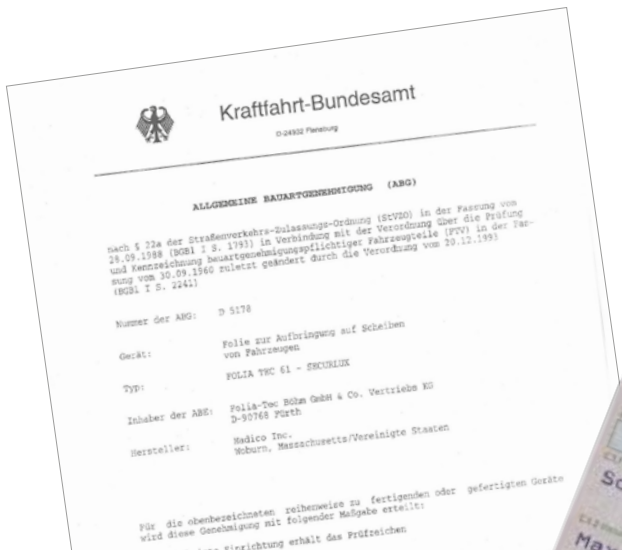 Kraftfahrt-Bundesamt
D-24932 Flensburg
ALLGEMEINE BAUARTGENEHMIGUNG (ABG)
nach § 22a der Straßenverkehrs-Zulassungs-Ordnung (StVZO) in der Fassung vom
28.09.1988 (BGBl I S. 1793) in Verbindung mit der Verordnung über die Prüfung
und Kennzeichnung bauartgenehmigungspflichtiger Fahrzeugteile (FTV) in der Fas-
sung vom 30.09.1960 zuletzt geändert durch die Verordnung vom 20.12.1993
(BGBl I S. 2241)
Nummer der ABG: D 5178
Gerät: Folie zur Aufbringung auf Scheiben
von Fahrzeugen
Typ: FOLIA TEC 61 - SECURLUX
Inhaber der ABE: Folia-Tec Böhm GmbH & Co. Vertriebs KG
D-90768 Fürth
Hersteller: Madico Inc.
Woburn, Massachusetts/Vereinigte Staaten
Für die obenbezeichneten reihenweise zu fertigenden oder gefertigten Geräte
wird diese Genehmigung mit folgender Maßgabe erteilt:
Einrichtung erhält das Prüfzeichen